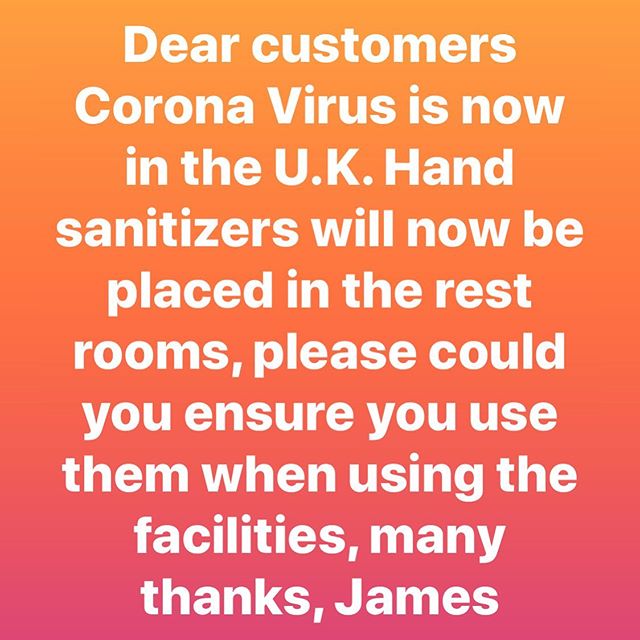 Dear customers
Corona Virus is now
in the U.K. Hand
sanitizers will now be
placed in the rest
rooms, please could
you ensure you use
them when using the
facilities, many
thanks, James